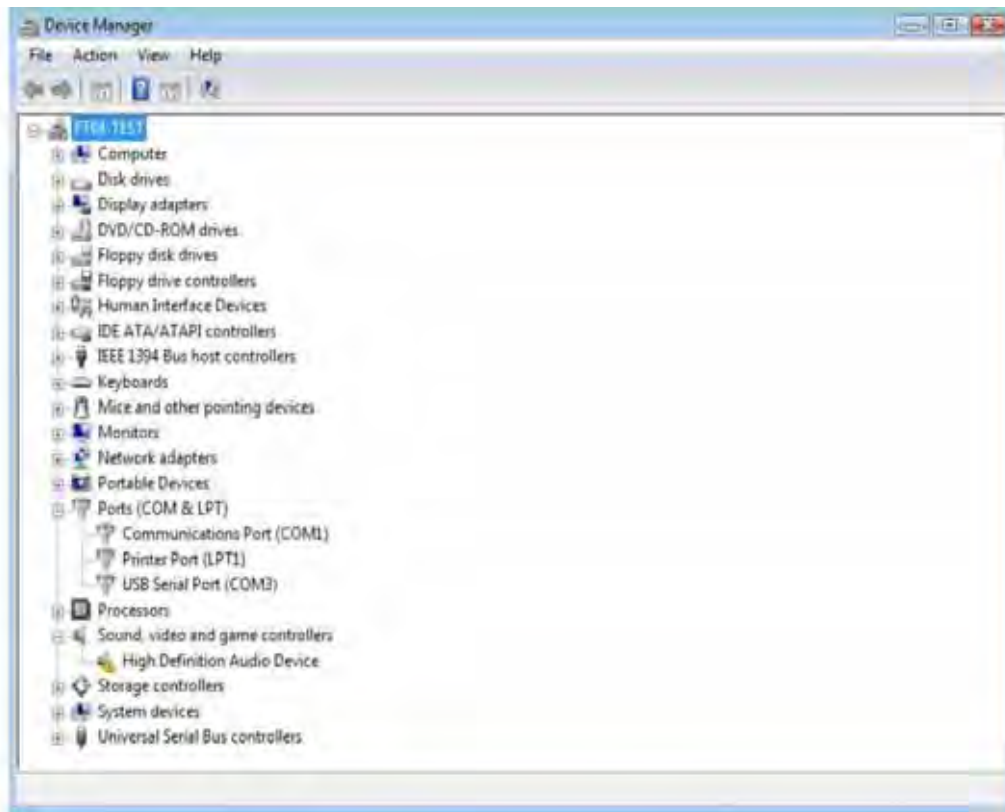 Device Manager
File Action View Help
Computer
Disk drives
Display adapters
DVD/CD-ROM drives
Floppy disk drives
Floppy drive controllers
Human Interface Devices
IDE ATA/ATAPI controllers
IEEE 1394 Bus host controllers
Keyboards
Mice and other pointing devices
Monitors
Network adapters
Portable Devices
Ports (COM & LPT)
Communications Port (COM1)
Printer Port (LPT1)
USB Serial Port (COM3)
Processors
Sound, video and game controllers
High Definition Audio Device
Storage controllers
System devices
Universal Serial Bus controllers